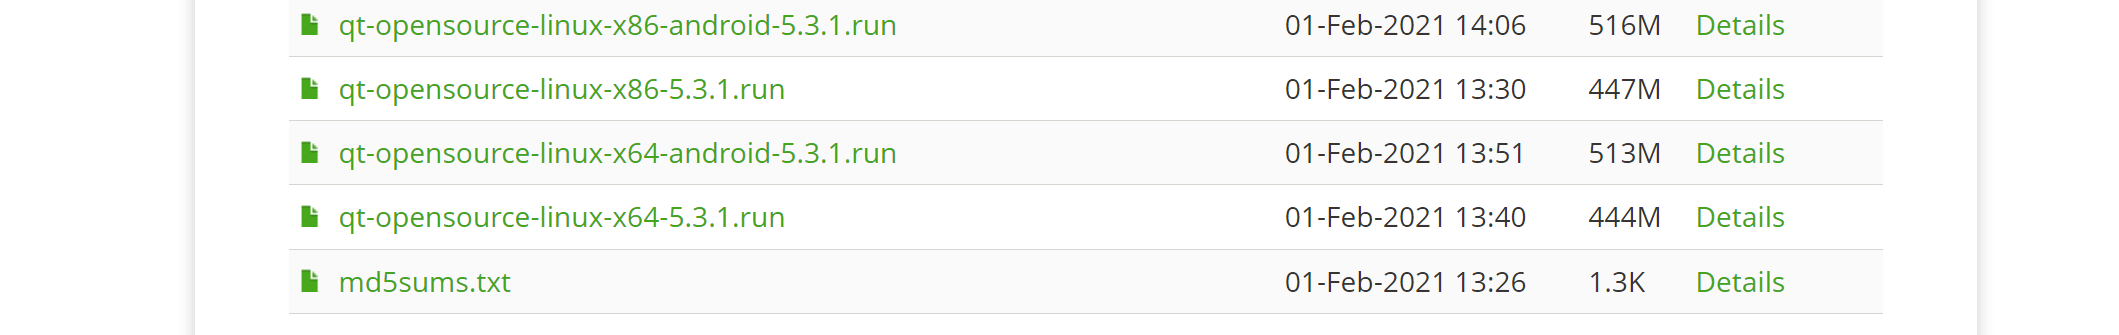 qt-opensource-linux-x86-android-5.3.1.run 01-Feb-2021 14:06 516M Details
qt-opensource-linux-x86-5.3.1.run 01-Feb-2021 13:30 447M Details
qt-opensource-linux-x64-android-5.3.1.run 01-Feb-2021 13:51 513M Details
qt-opensource-linux-x64-5.3.1.run 01-Feb-2021 13:40 444M Details
md5sums.txt 01-Feb-2021 13:26 1.3K Details